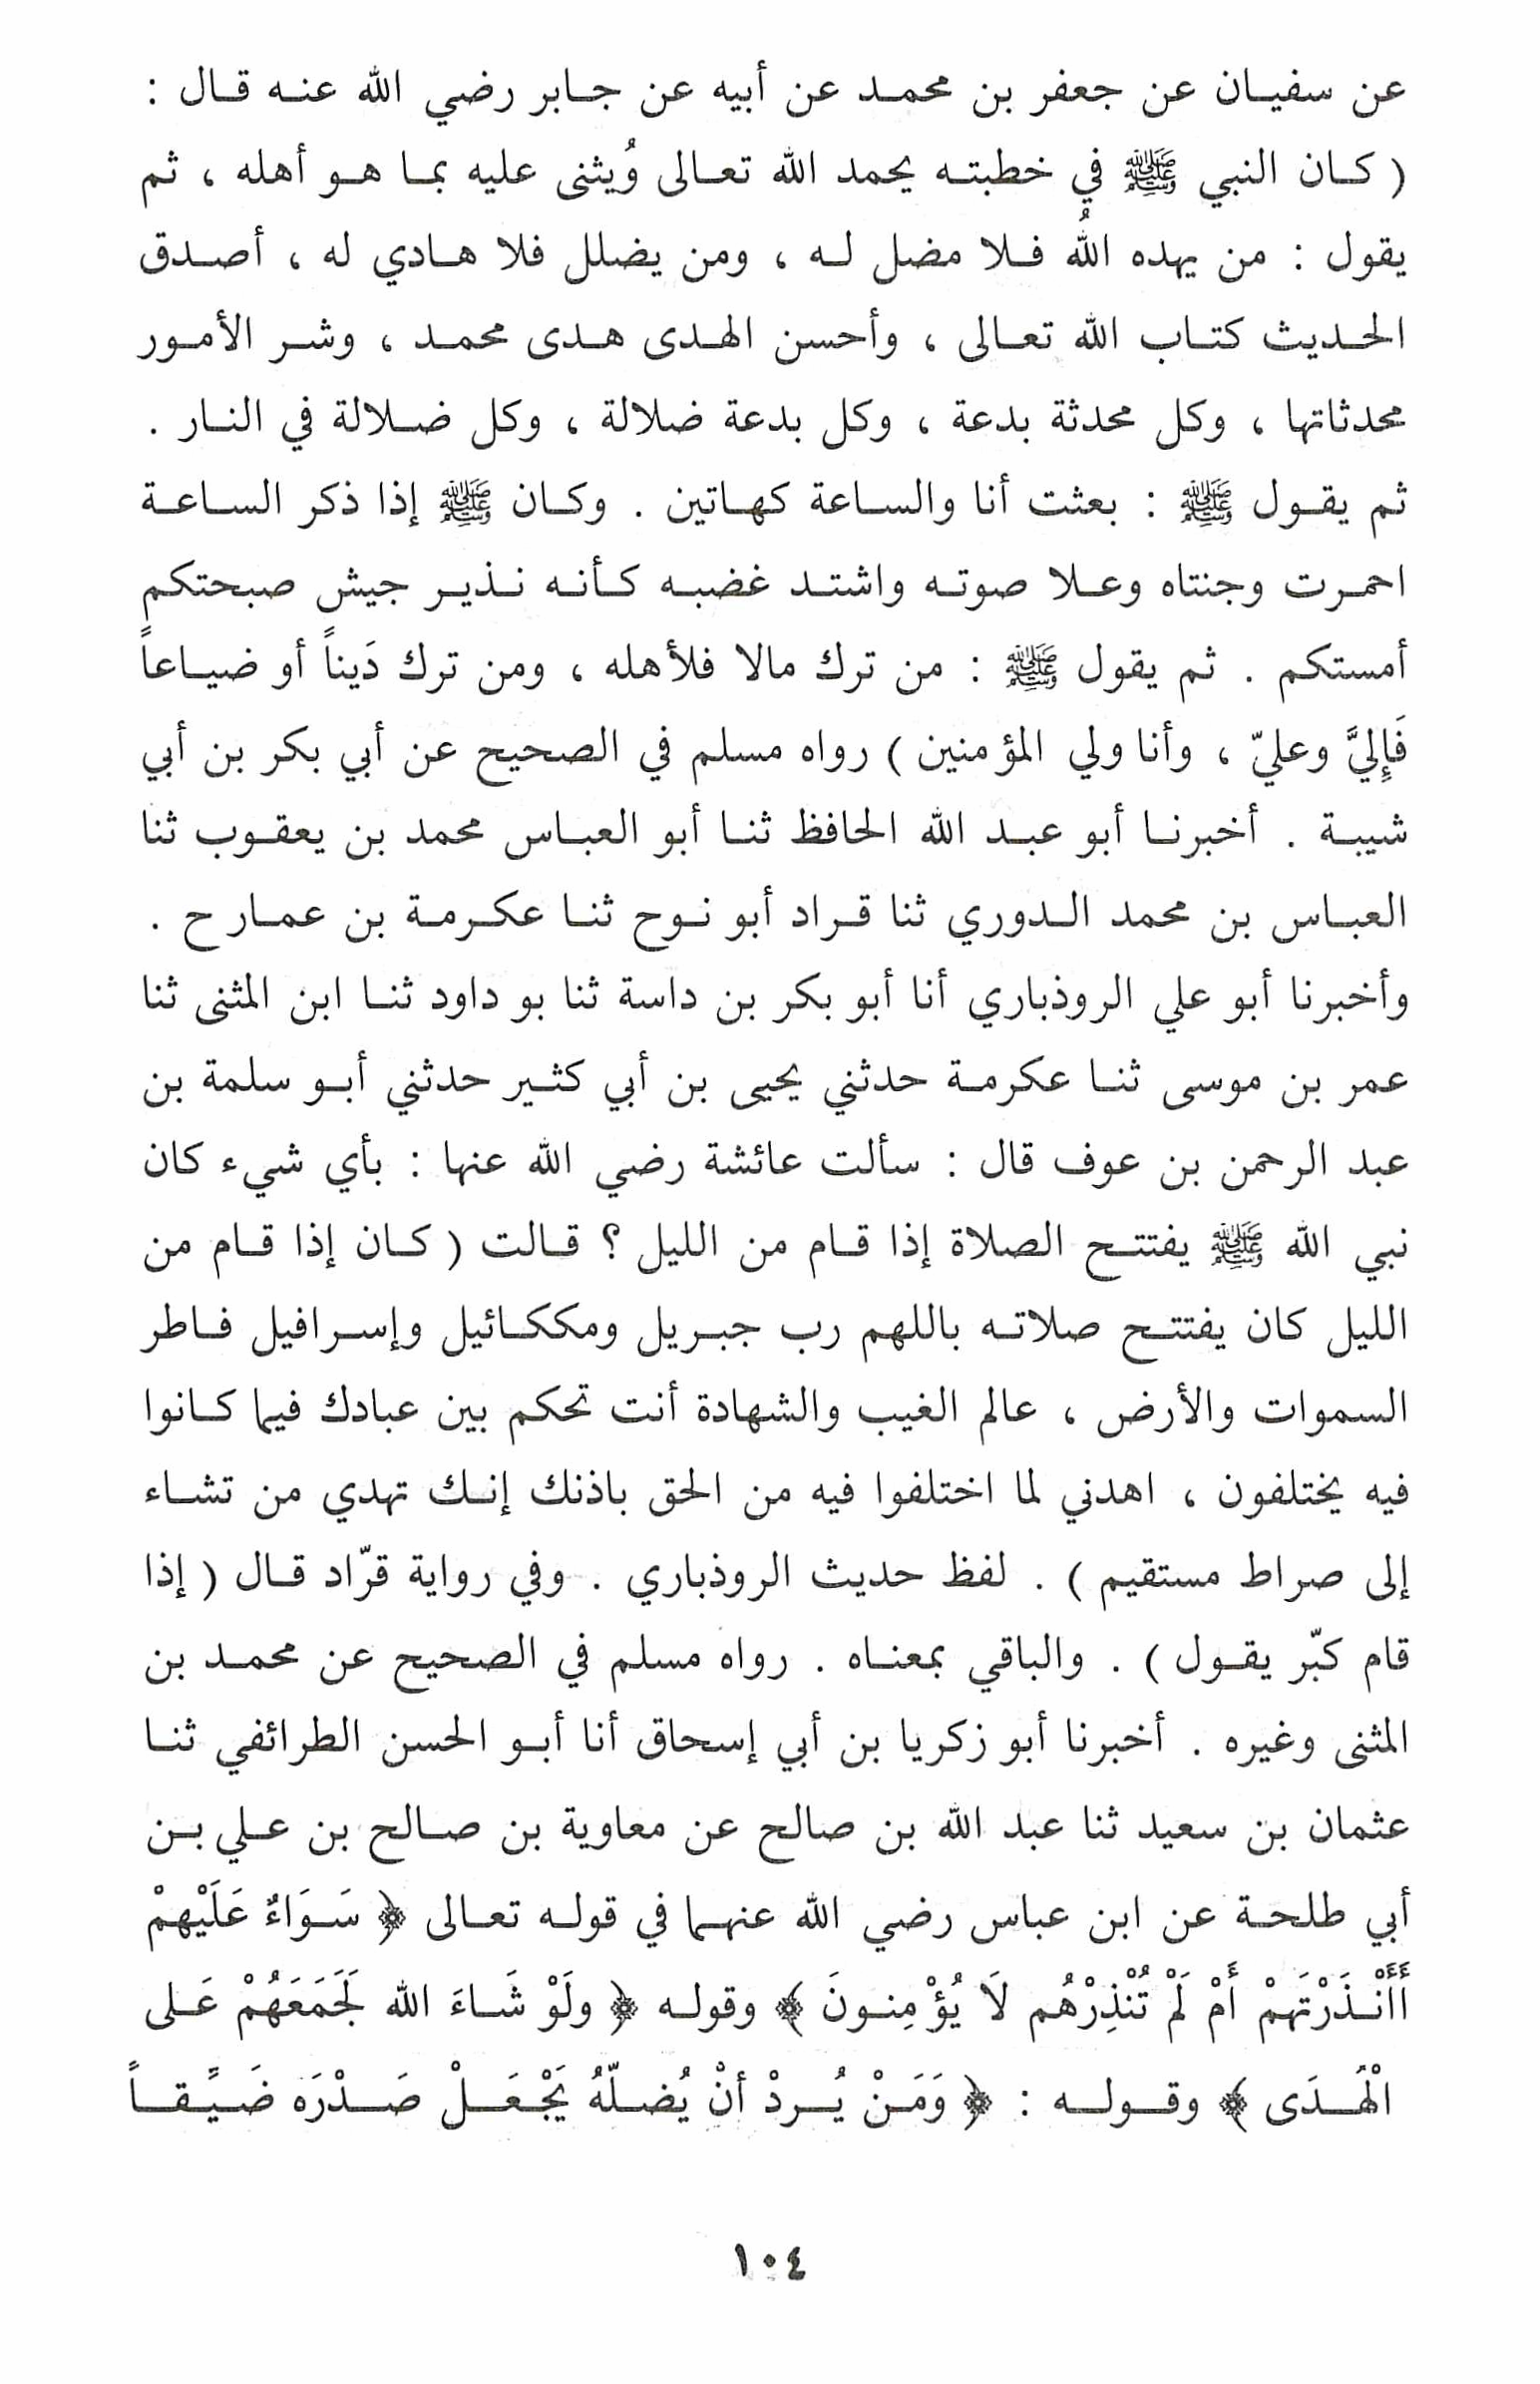 عن سفيان عن جعفر بن محمد عن أبيه عن جابر رضي الله عنه قال :
( كان النبي ﷺ في خطبته يحمد الله تعالى وُيثنى عليه بما هو أهله ، ثم
يقول : من يهده اللهُ فلا مضل له ، ومن يضلل فلا هادي له ، أصدق
الحديث كتاب الله تعالى ، وأحسن الهدى هدى محمد ، وشر الأمور
محدثاتها ، وكل محدثة بدعة ، وكل بدعة ضلالة ، وكل ضلالة في النار .
ثم يقول ﷺ : بعثت أنا والساعة كهاتين . وكان ﷺ إذا ذكر الساعة
احمرت وجنتاه وعلا صوته واشتد غضبه كأنه نذير جيش صبحتكم
أمستكم . ثم يقول ﷺ : من ترك مالا فلأهله ، ومن ترك دَيناً أو ضياعاً
فَإِليَّ وعليّ ، وأنا ولي المؤمنين ) رواه مسلم في الصحيح عن أبي بكر بن أبي
شيبة . أخبرنا أبو عبد الله الحافظ ثنا أبو العباس محمد بن يعقوب ثنا
العباس بن محمد الدوري ثنا قراد أبو نوح ثنا عكرمة بن عمار ح .
وأخبرنا أبو علي الروذباري أنا أبو بكر بن داسة ثنا بو داود ثنا ابن المثنى ثنا
عمر بن موسى ثنا عكرمة حدثني يحيى بن أبي كثير حدثني أبو سلمة بن
عبد الرحمن بن عوف قال : سألت عائشة رضي الله عنها : بأي شيء كان
نبي الله ﷺ يفتتح الصلاة إذا قام من الليل ؟ قالت ( كان إذا قام من
الليل كان يفتتح صلاته باللهم رب جبريل ومككائيل وإسرافيل فاطر
السموات والأرض ، عالم الغيب والشهادة أنت تحكم بين عبادك فيما كانوا
فيه يختلفون ، اهدني لما اختلفوا فيه من الحق باذنك إنك تهدي من تشاء
إلى صراط مستقيم ) . لفظ حديث الروذباري . وفي رواية قرّاد قال ( إذا
قام كبّر يقول ) . والباقي بمعناه . رواه مسلم في الصحيح عن محمد بن
المثنى وغيره . أخبرنا أبو زكريا بن أبي إسحاق أنا أبو الحسن الطرائفي ثنا
عثمان بن سعيد ثنا عبد الله بن صالح عن معاوية بن صالح بن علي بن
أبي طلحة عن ابن عباس رضي الله عنهما في قوله تعالى ﴿ سَوَاءٌ عَلَيْهمْ
أَأَنْذَرْتَهمْ أَمْ لَمْ تُنْذِرْهُم لَا يُؤْمِنونَ ﴾ وقوله ﴿ ولَوْ شَاءَ الله لَجَمَعَهُمْ عَلى
الْهُدَى ﴾ وقوله : ﴿ وَمَنْ يُردْ أنْ يُضلّهُ يَجْعَلْ صَدْرَه ضَيَّقاً
١٠٤